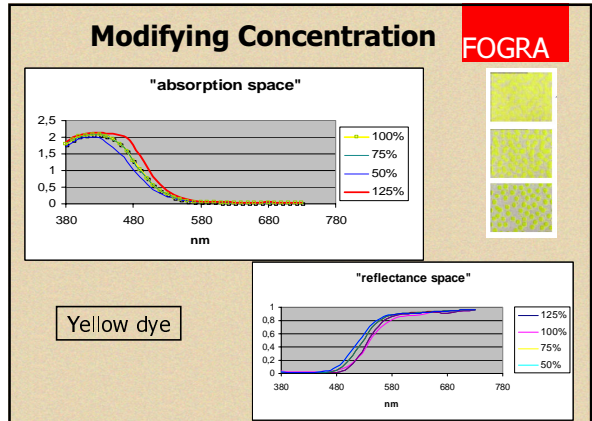 Modifying Concentration
FOGRA
"absorption space"
2,5
2
1,5
1
0,5
0
380 480 580 680 780
nm
100%
75%
50%
125%
Yellow dye
"reflectance space"
1
0,8
0,6
0,4
0,2
0
380 480 580 680 780
nm
125%
100%
75%
50%